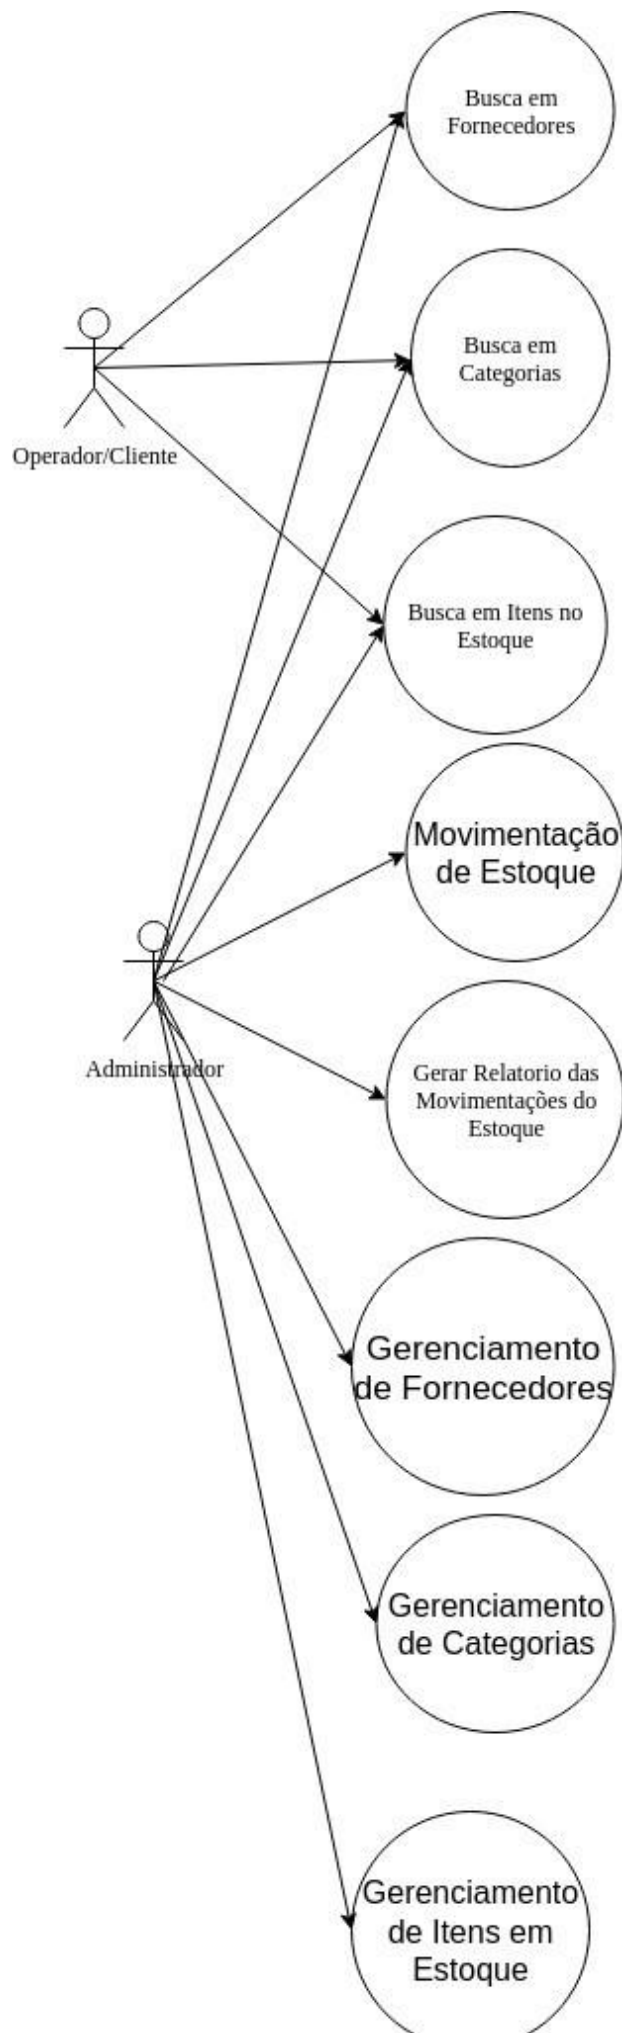 Busca em
Fornecedores
Busca em
Categorias
Operador/Cliente
Busca em Itens no
Estoque
Movimentação
de Estoque
Administrador
Gerar Relatorio das
Movimentações do
Estoque
Gerenciamento
de Fornecedores
Gerenciamento
de Categorias
Gerenciamento
de Itens em
Estoque